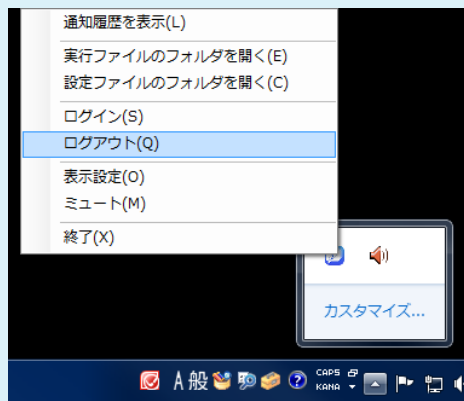 通知履歴を表示(L)
実行ファイルのフォルダを開く(E)
設定ファイルのフォルダを開く(C)
ログイン(S)
ログアウト(Q)
表示設定(O)
ミュート(M)
終了(X)
カスタマイズ...
A 般 CAPS
KANA